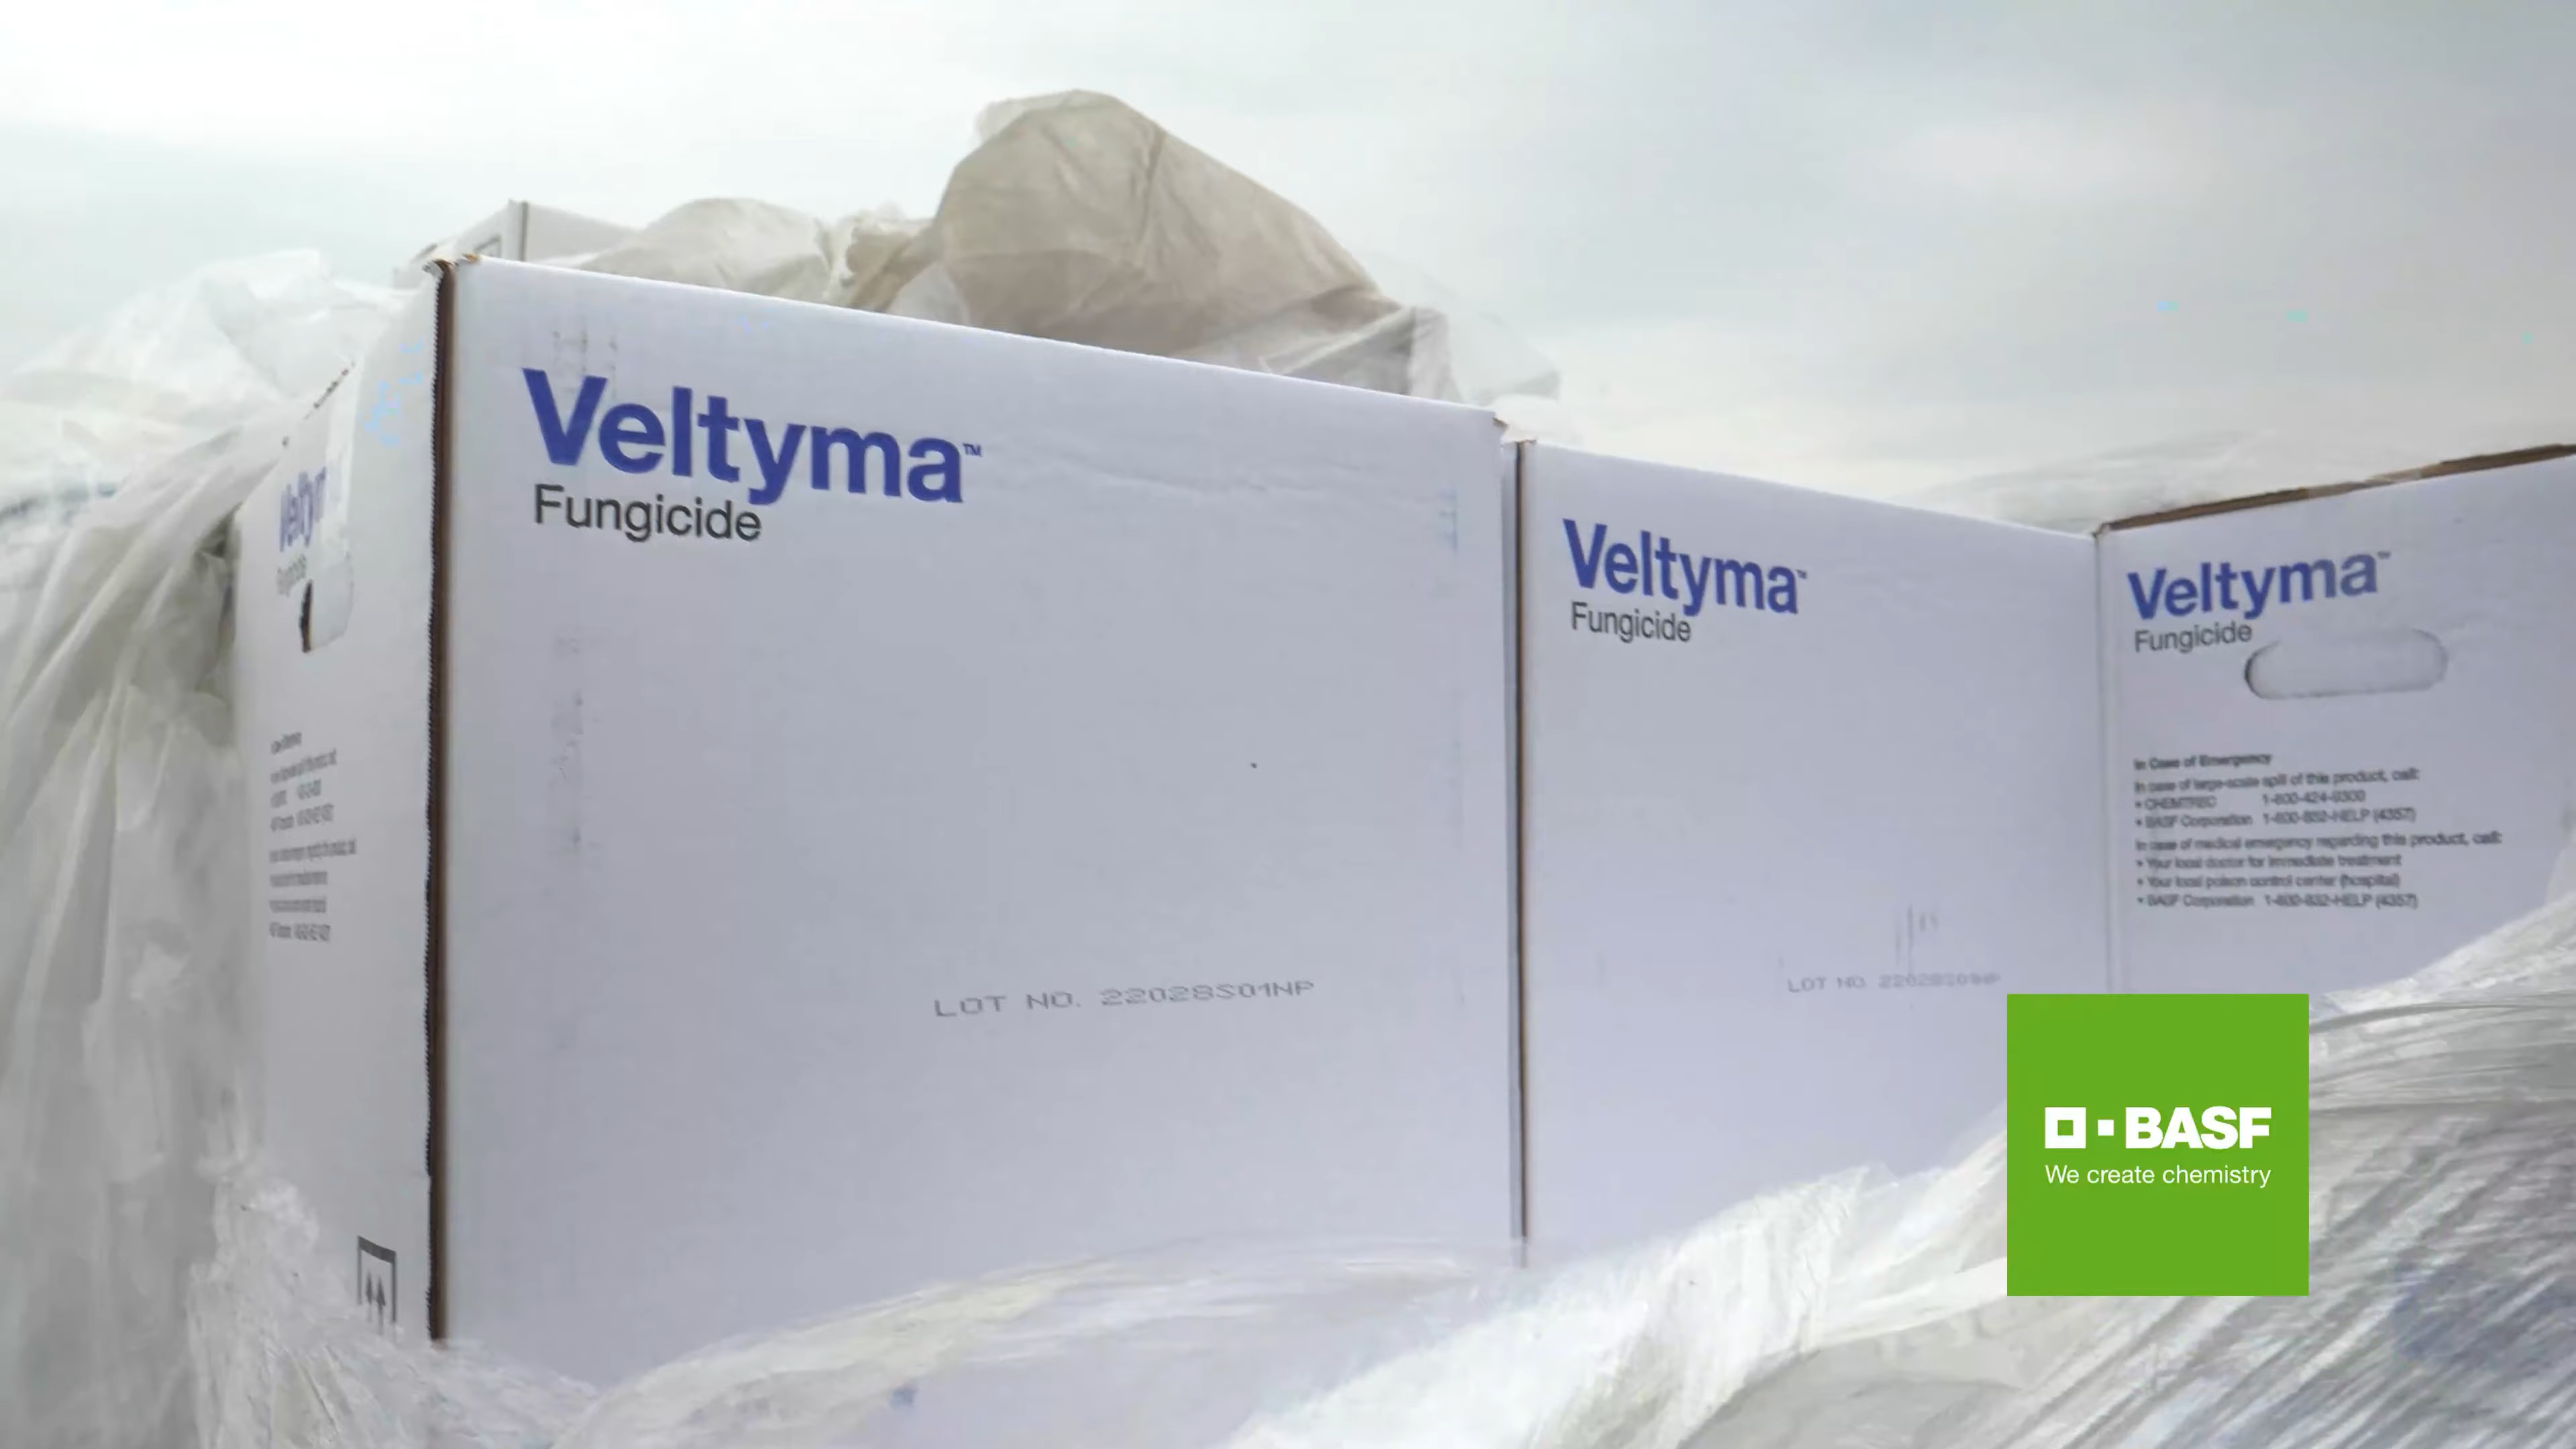 Veltyma™
Fungicide
LOT NO. 22028S01NP
Veltyma™
Fungicide
LOT NO.
Veltyma™
Fungicide
In Case of Emergency
In case of large-scale spill of this product, call:
• CHEMTREC 1-800-424-9300
• BASF Corporation 1-800-832-HELP (4357)
In case of medical emergency regarding this product, call:
• Your local doctor for immediate treatment
• Your local poison control center (hospital)
• BASF Corporation 1-800-832-HELP (4357)
BASF
We create chemistry